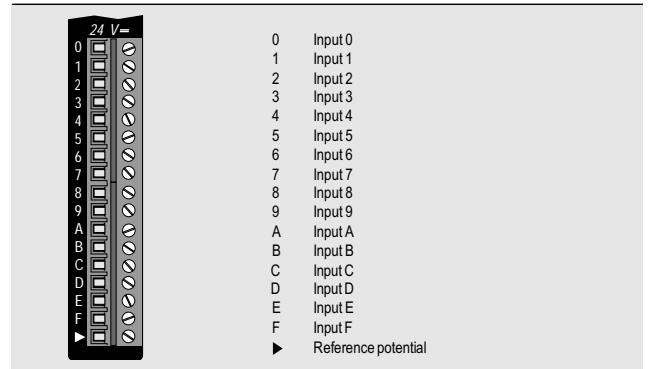 24 V=
0
1
2
3
4
5
6
7
8
9
A
B
C
D
E
F
▶
0 Input 0
1 Input 1
2 Input 2
3 Input 3
4 Input 4
5 Input 5
6 Input 6
7 Input 7
8 Input 8
9 Input 9
A Input A
B Input B
C Input C
D Input D
E Input E
F Input F
▶ Reference potential